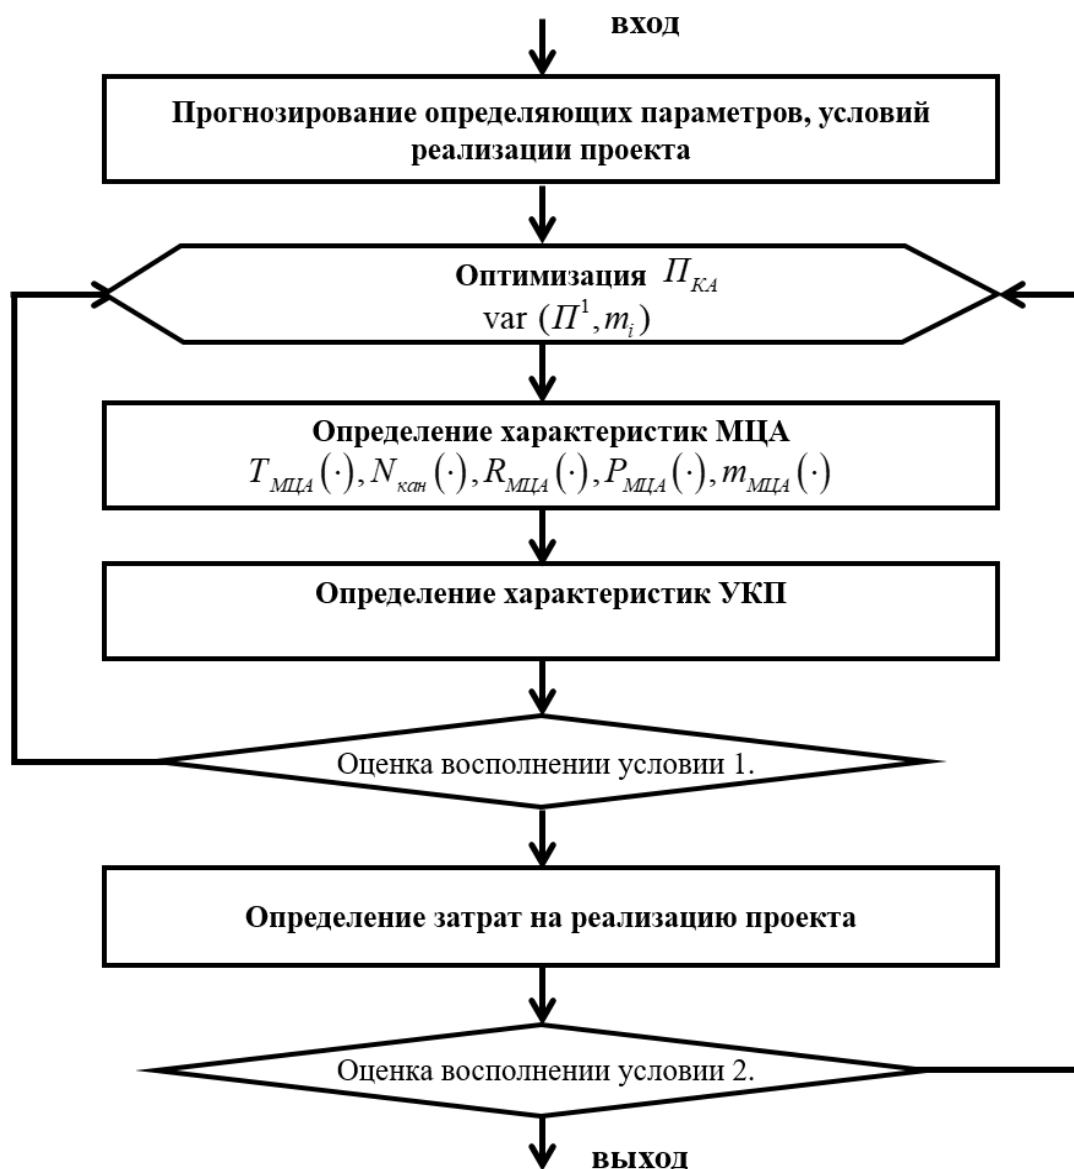 вход
Прогнозирование определяющих параметров, условий
реализации проекта
Оптимизация П_КА
var (П¹, m_i)
Определение характеристик МЦА
T_МЦА(·), N_кан(·), R_МЦА(·), P_МЦА(·), m_МЦА(·)
Определение характеристик УКП
Оценка восполнении условии 1.
Определение затрат на реализацию проекта
Оценка восполнении условии 2.
выход